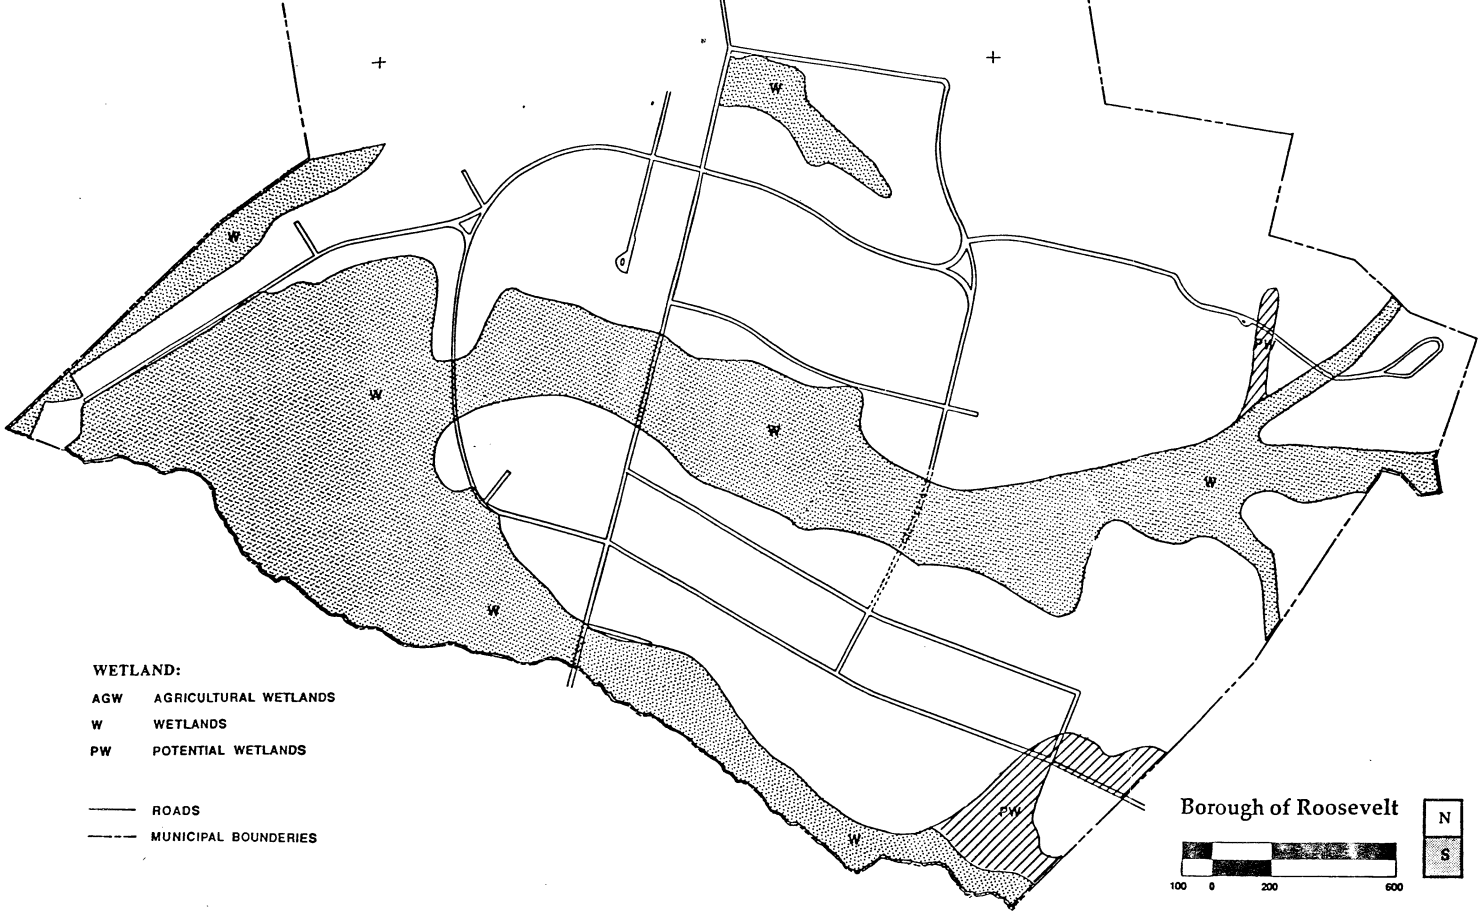 W
W
PW
W
W
W
W
PW
W
WETLAND:
AGW AGRICULTURAL WETLANDS
W WETLANDS
PW POTENTIAL WETLANDS
ROADS
MUNICIPAL BOUNDERIES
Borough of Roosevelt
N
S
100 0 200 600